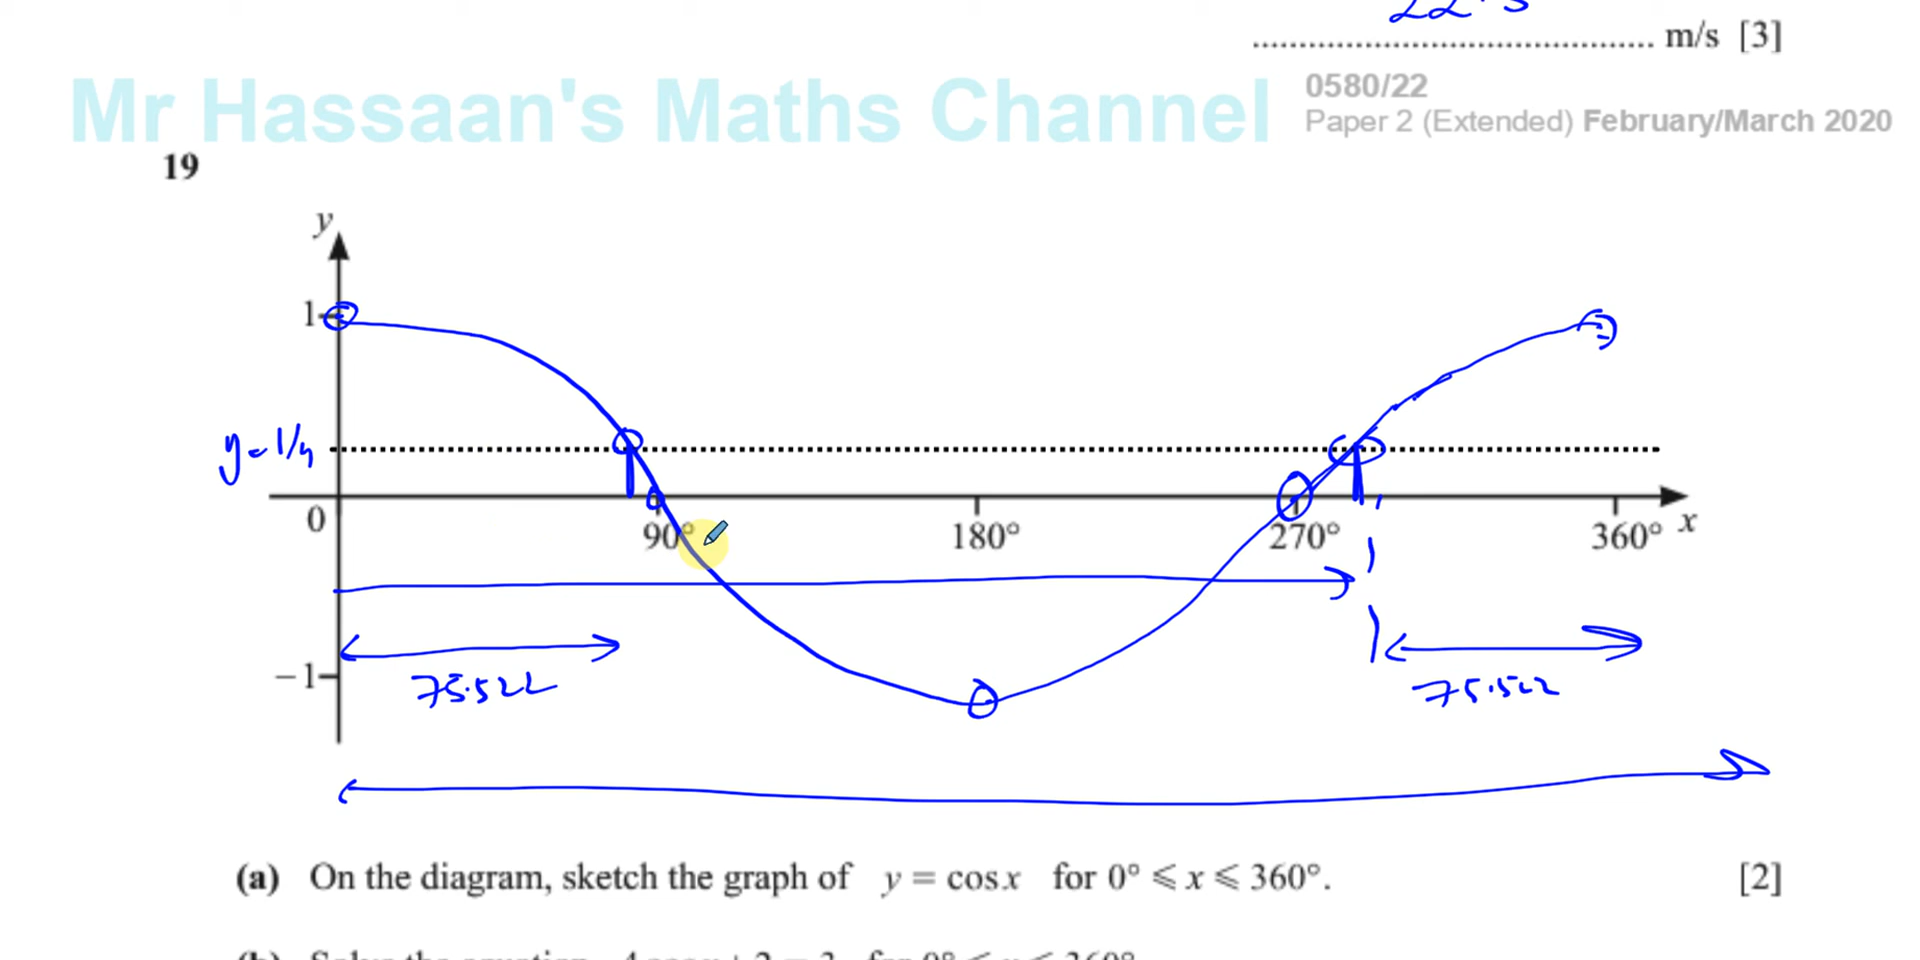 22.5
m/s [3]
Mr Hassaan's Maths Channel
0580/22
Paper 2 (Extended) February/March 2020
19
y
1
y = 1/4
0
90°
180°
270°
360°
x
-1
75.522
75.522
(a) On the diagram, sketch the graph of y = cos x for 0° ⩽ x ⩽ 360°. [2]